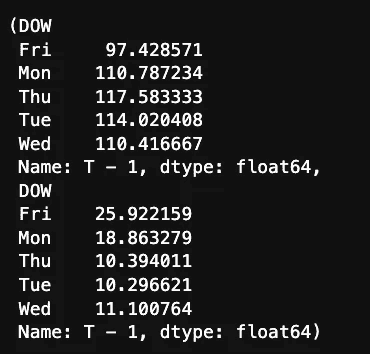 (DOW
Fri 97.428571
Mon 110.787234
Thu 117.583333
Tue 114.020408
Wed 110.416667
Name: T - 1, dtype: float64,
DOW
Fri 25.922159
Mon 18.863279
Thu 10.394011
Tue 10.296621
Wed 11.100764
Name: T - 1, dtype: float64)